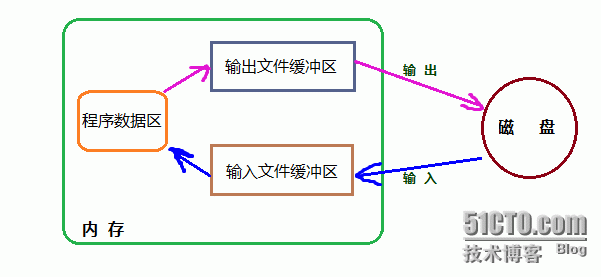 输出文件缓冲区
输 出
程序数据区
磁 盘
输入文件缓冲区
输 入
内 存
51CTO.com
技术博客 Blog